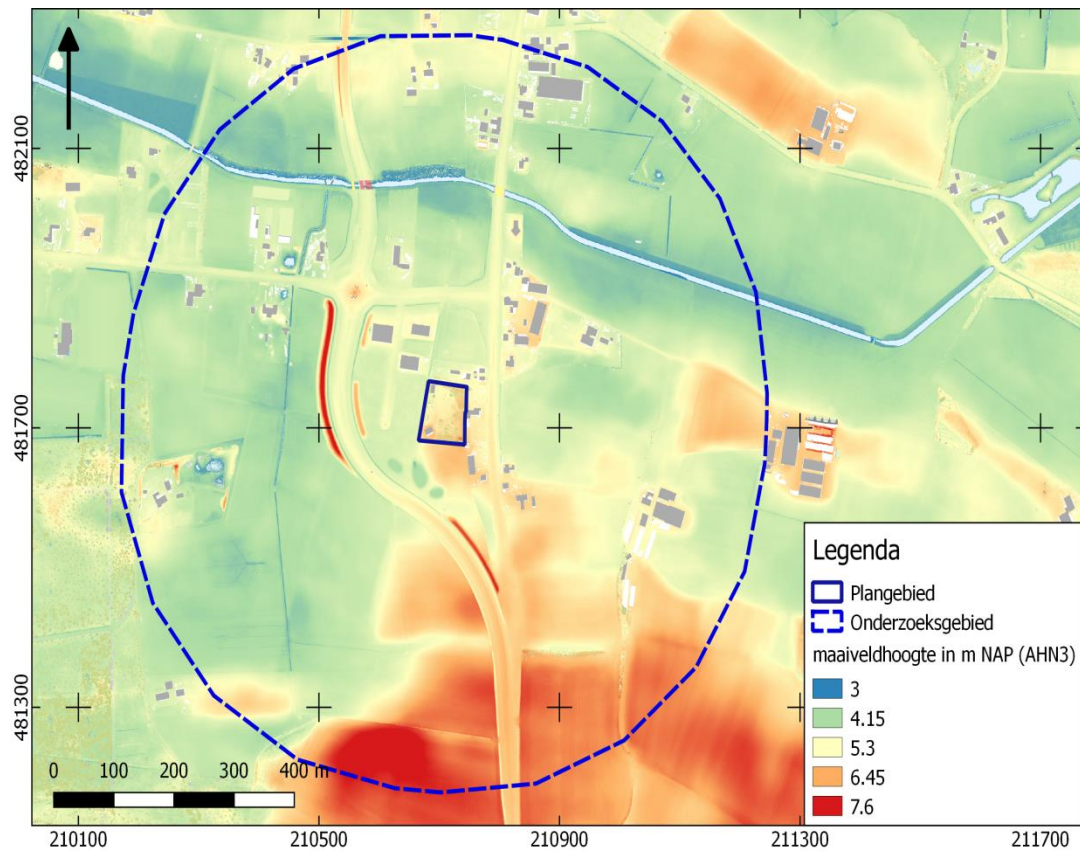 482100
481700
481300
0 100 200 300 400 m
210100 210500 210900 211300 211700
Legenda
Plangebied
Onderzoeksgebied
maaiveldhoogte in m NAP (AHN3)
3
4.15
5.3
6.45
7.6